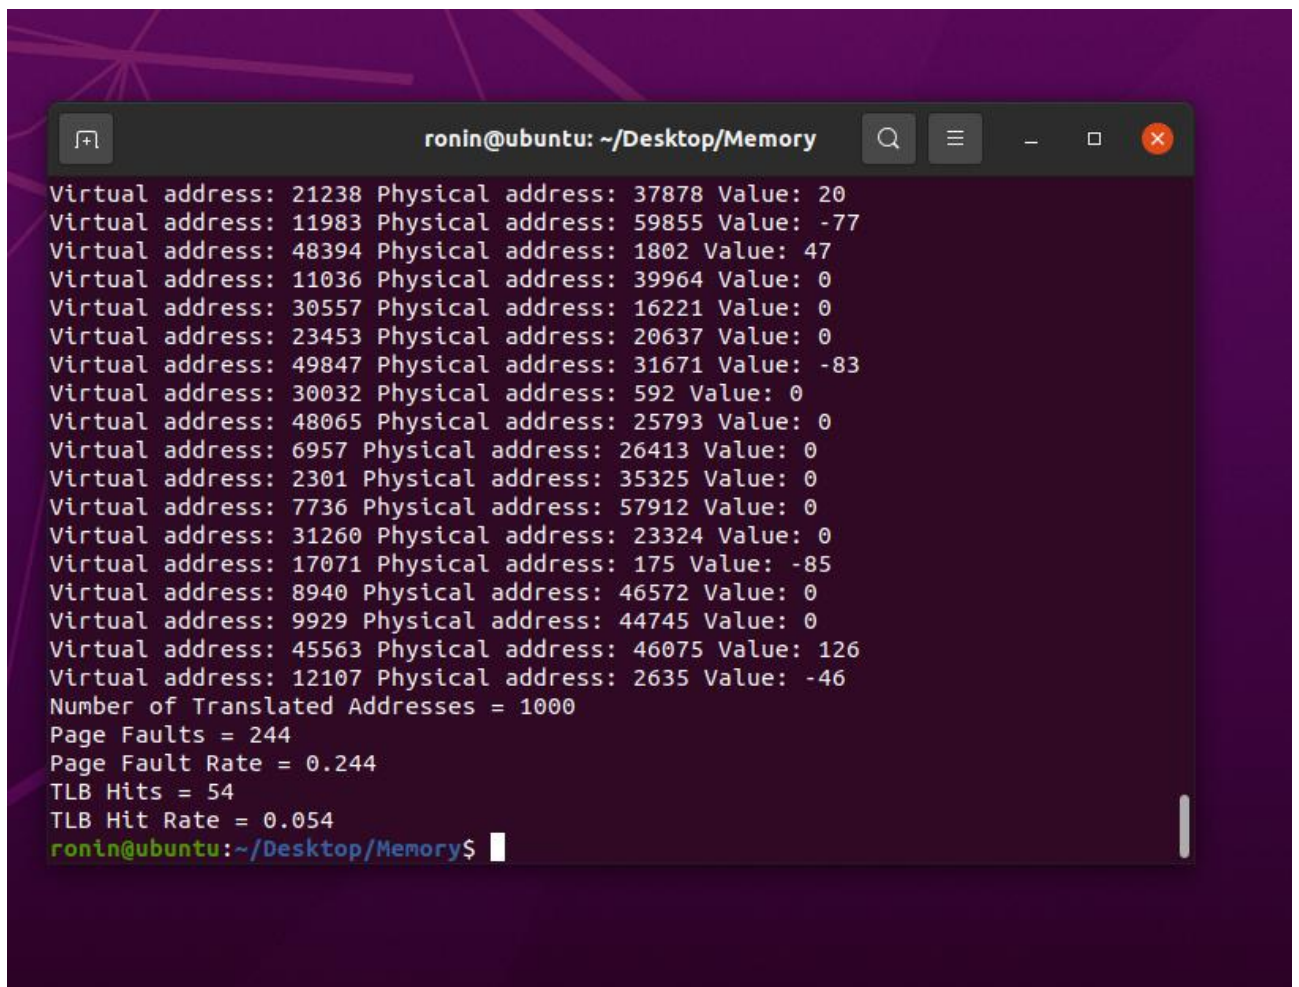 ronin@ubuntu: ~/Desktop/Memory
Virtual address: 21238 Physical address: 37878 Value: 20
Virtual address: 11983 Physical address: 59855 Value: -77
Virtual address: 48394 Physical address: 1802 Value: 47
Virtual address: 11036 Physical address: 39964 Value: 0
Virtual address: 30557 Physical address: 16221 Value: 0
Virtual address: 23453 Physical address: 20637 Value: 0
Virtual address: 49847 Physical address: 31671 Value: -83
Virtual address: 30032 Physical address: 592 Value: 0
Virtual address: 48065 Physical address: 25793 Value: 0
Virtual address: 6957 Physical address: 26413 Value: 0
Virtual address: 2301 Physical address: 35325 Value: 0
Virtual address: 7736 Physical address: 57912 Value: 0
Virtual address: 31260 Physical address: 23324 Value: 0
Virtual address: 17071 Physical address: 175 Value: -85
Virtual address: 8940 Physical address: 46572 Value: 0
Virtual address: 9929 Physical address: 44745 Value: 0
Virtual address: 45563 Physical address: 46075 Value: 126
Virtual address: 12107 Physical address: 2635 Value: -46
Number of Translated Addresses = 1000
Page Faults = 244
Page Fault Rate = 0.244
TLB Hits = 54
TLB Hit Rate = 0.054
ronin@ubuntu:~/Desktop/Memory$